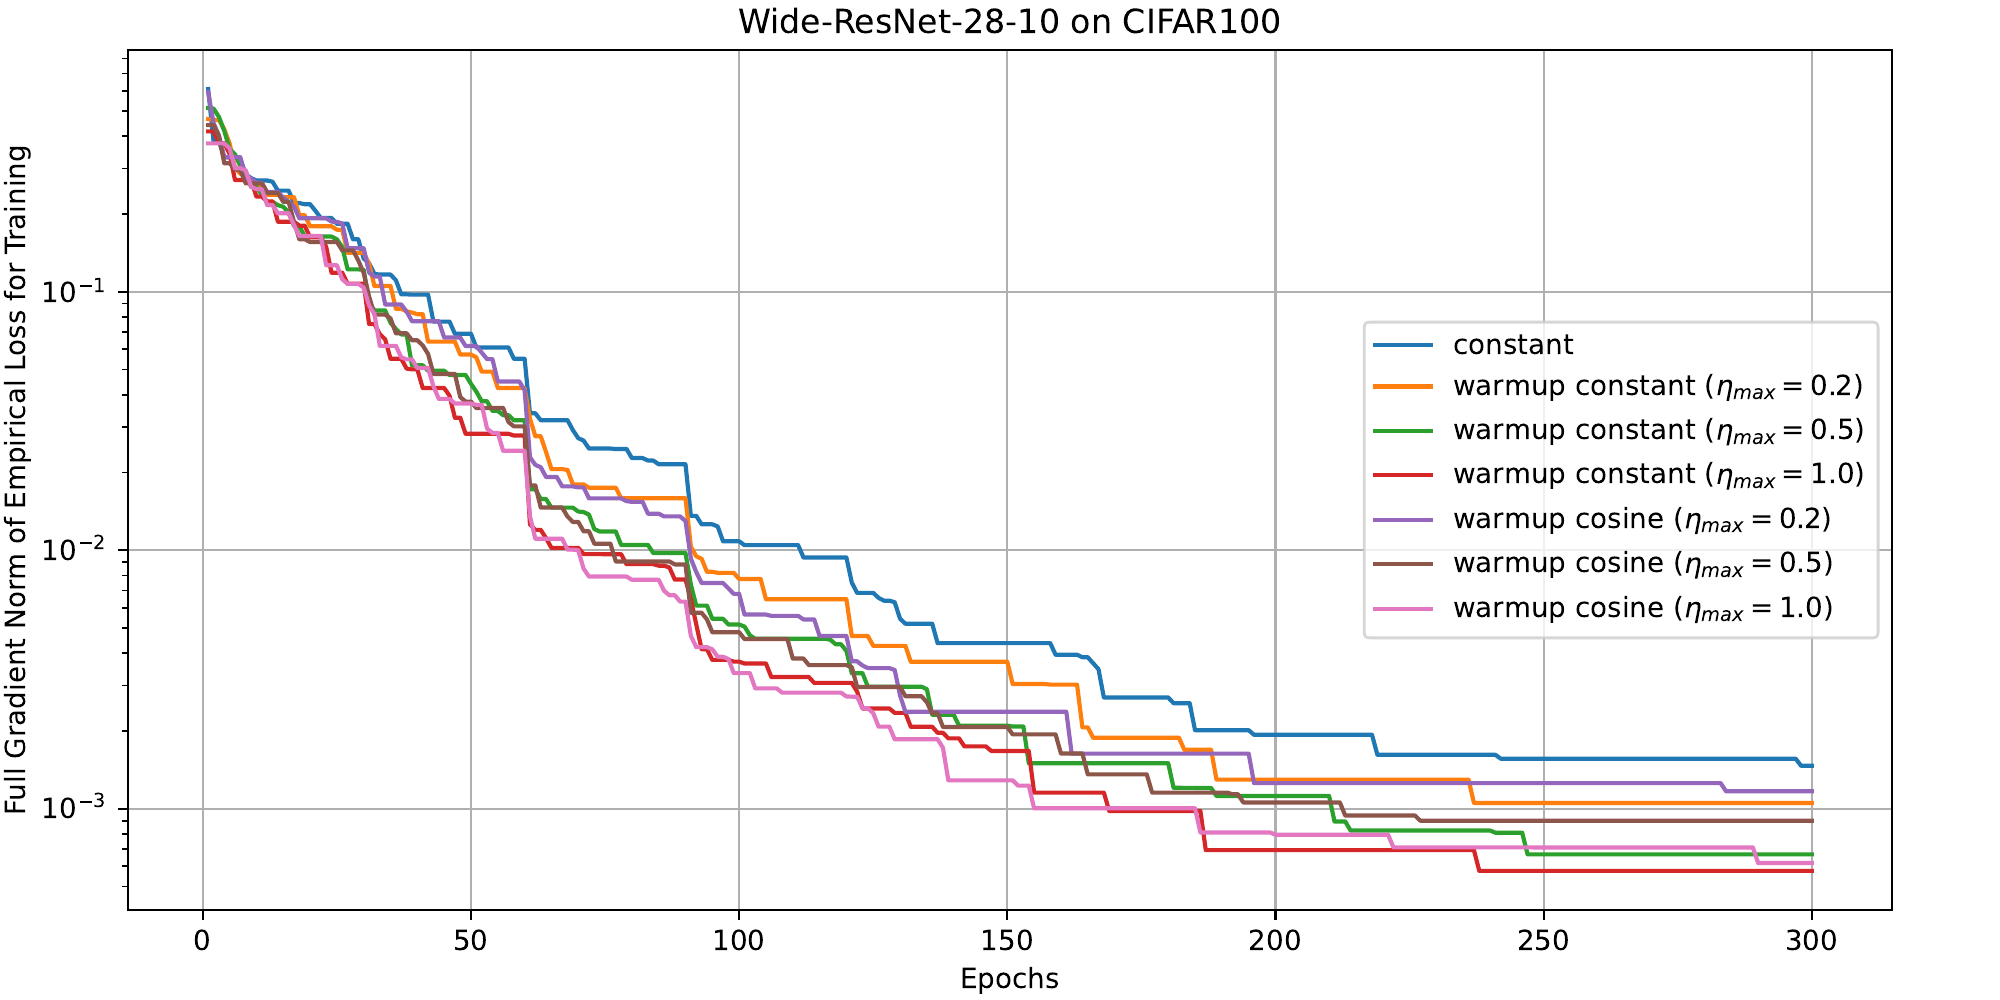 Wide-ResNet-28-10 on CIFAR100
Full Gradient Norm of Empirical Loss for Training
10⁻¹
10⁻²
10⁻³
constant
warmup constant (ηmax = 0.2)
warmup constant (ηmax = 0.5)
warmup constant (ηmax = 1.0)
warmup cosine (ηmax = 0.2)
warmup cosine (ηmax = 0.5)
warmup cosine (ηmax = 1.0)
0 50 100 150 200 250 300
Epochs